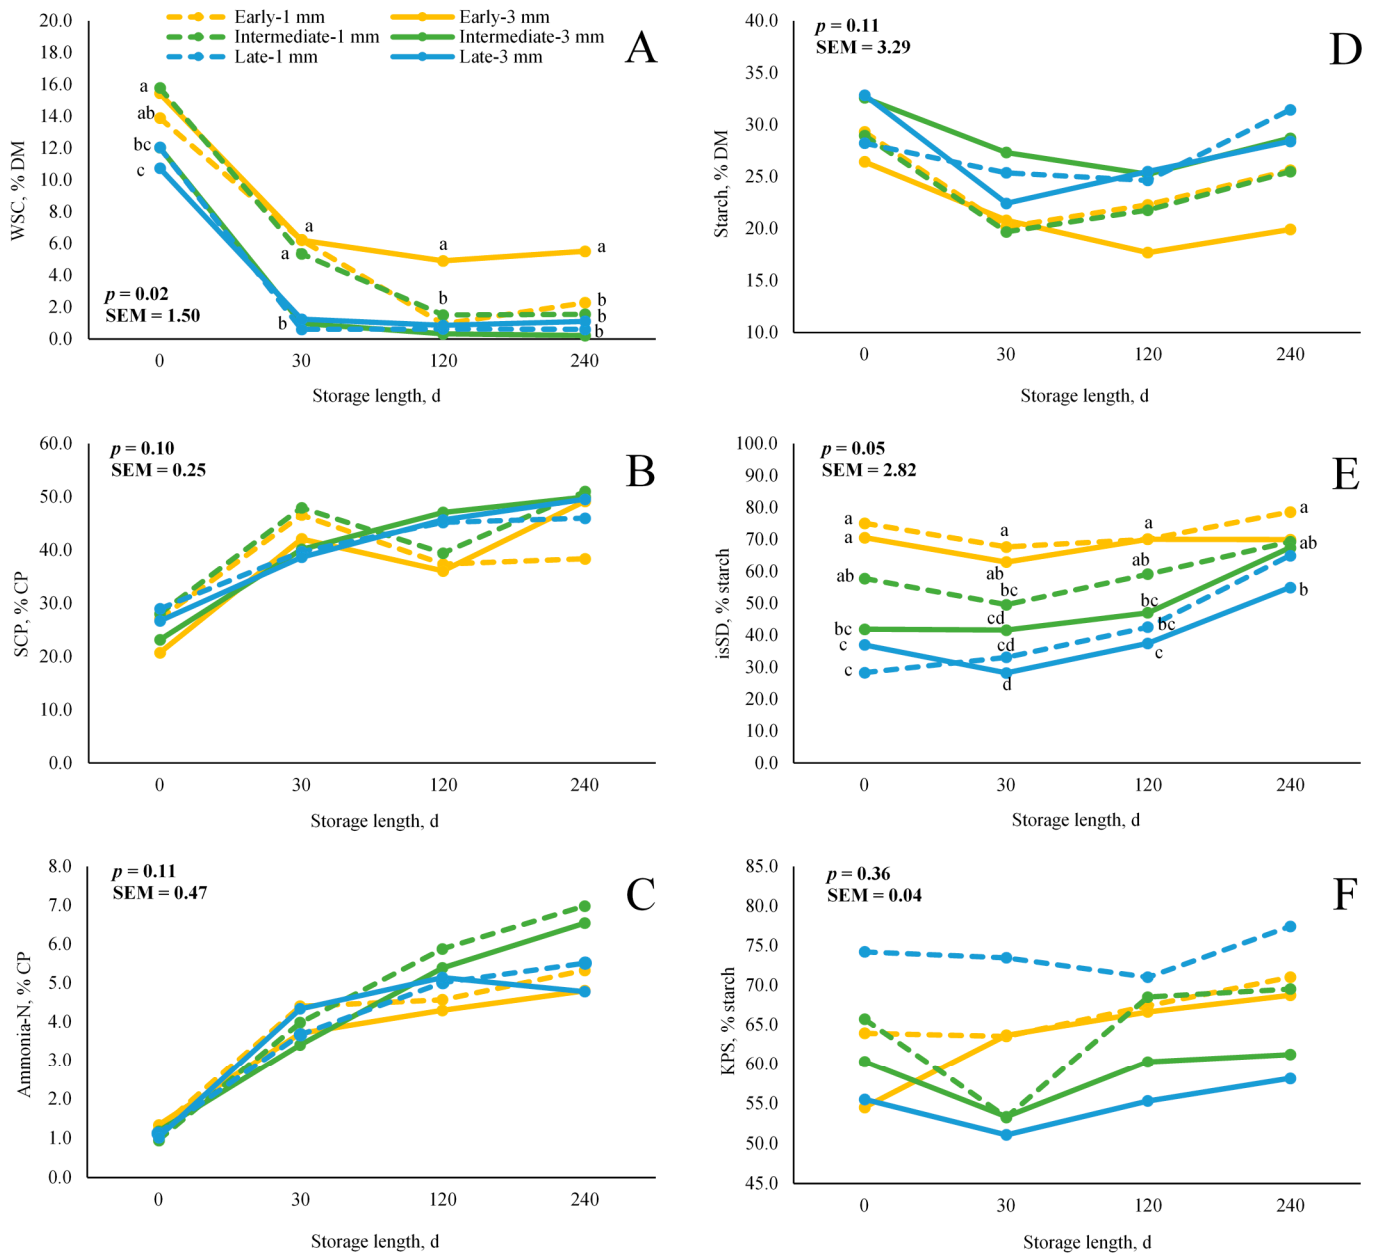 Early-1 mm
Early-3 mm
Intermediate-1 mm
Intermediate-3 mm
Late-1 mm
Late-3 mm
A
WSC, % DM
20.0
18.0
16.0
14.0
12.0
10.0
8.0
6.0
4.0
2.0
0.0
a
ab
bc
c
a
a
b
a
b
a
b
b
b
p = 0.02
SEM = 1.50
0
30
120
240
Storage length, d
D
p = 0.11
SEM = 3.29
Starch, % DM
40.0
35.0
30.0
25.0
20.0
15.0
10.0
0
30
120
240
Storage length, d
B
p = 0.10
SEM = 0.25
SCP, % CP
60.0
50.0
40.0
30.0
20.0
10.0
0.0
0
30
120
240
Storage length, d
E
p = 0.05
SEM = 2.82
isSD, % starch
100.0
90.0
80.0
70.0
60.0
50.0
40.0
30.0
20.0
10.0
0.0
a
a
ab
bc
c
c
a
ab
bc
cd
cd
d
a
ab
bc
bc
c
a
ab
b
0
30
120
240
Storage length, d
C
p = 0.11
SEM = 0.47
Ammonia-N, % CP
8.0
7.0
6.0
5.0
4.0
3.0
2.0
1.0
0.0
0
30
120
240
Storage length, d
F
p = 0.36
SEM = 0.04
KPS, % starch
85.0
80.0
75.0
70.0
65.0
60.0
55.0
50.0
45.0
0
30
120
240
Storage length, d